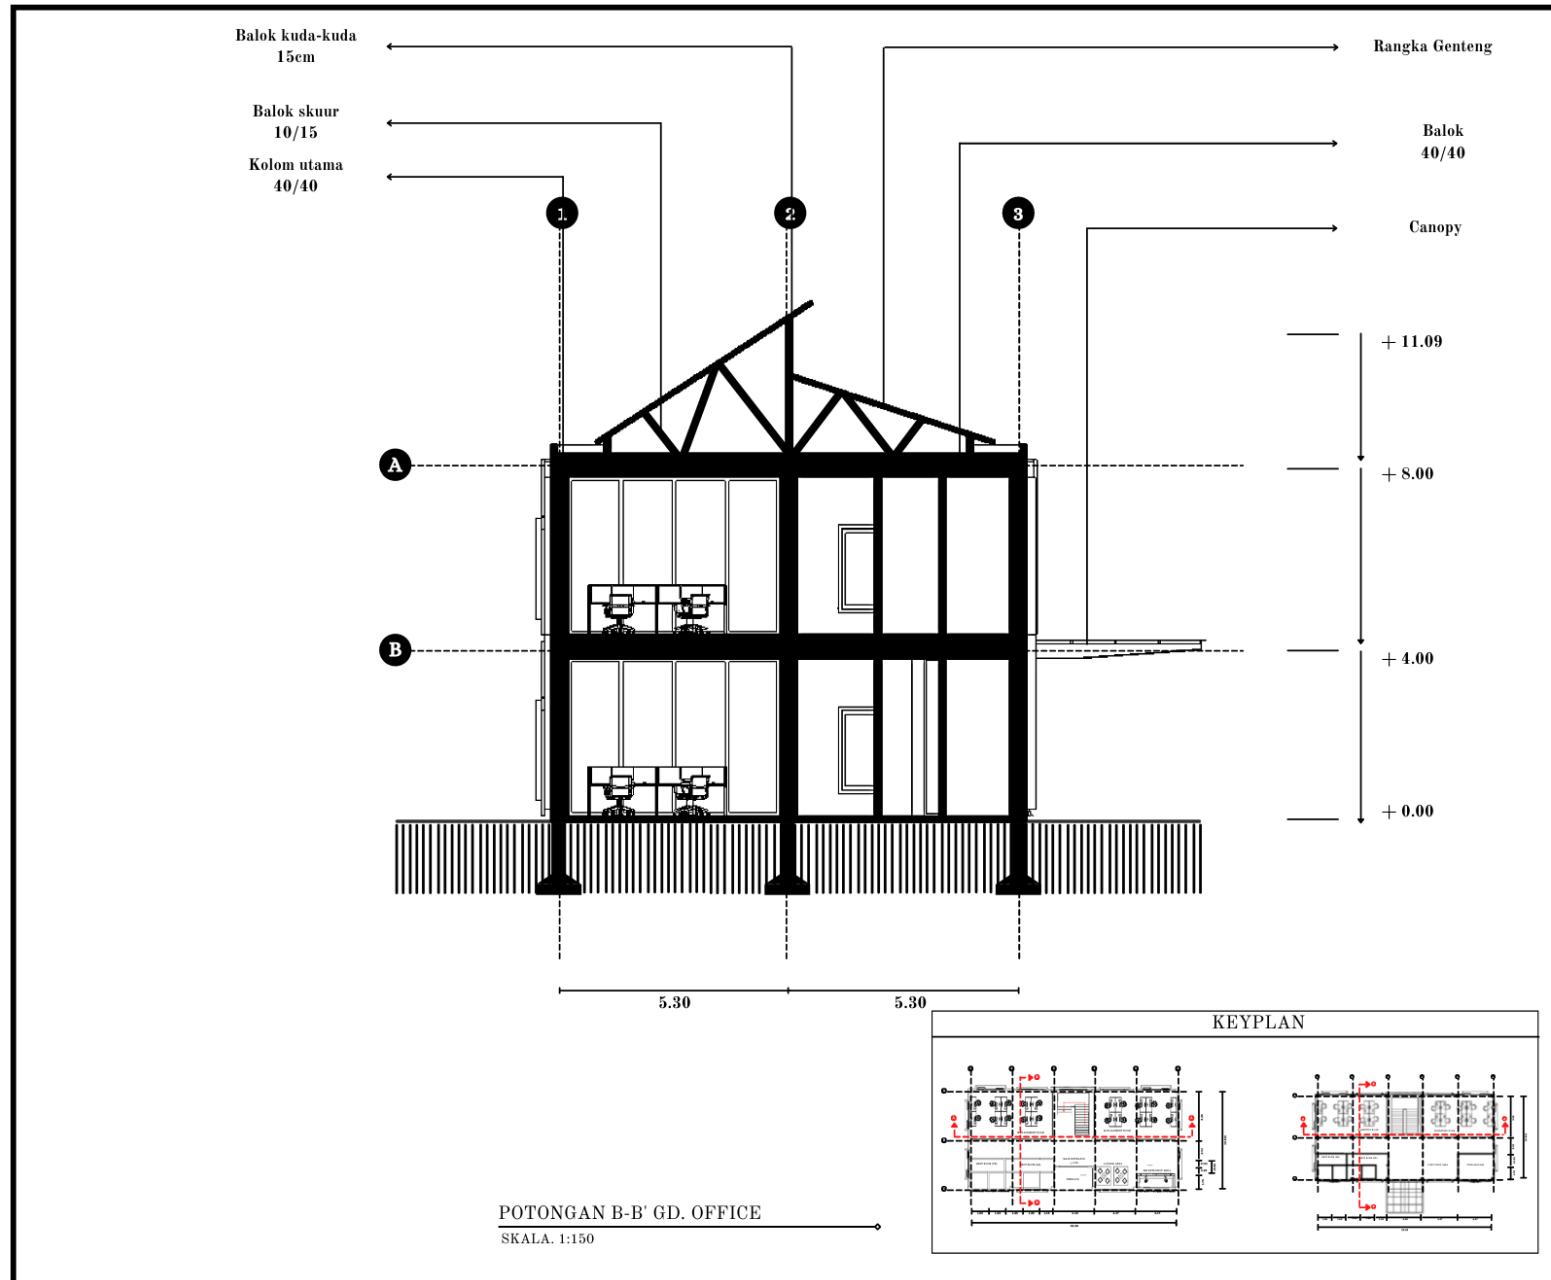 Balok kuda-kuda
15cm
Rangka Genteng
Balok skuur
10/15
Balok
40/40
Kolom utama
40/40
1
2
3
Canopy
+ 11.09
A
+ 8.00
B
+ 4.00
+ 0.00
5.30
5.30
KEYPLAN
POTONGAN B-B' GD. OFFICE
SKALA. 1:150